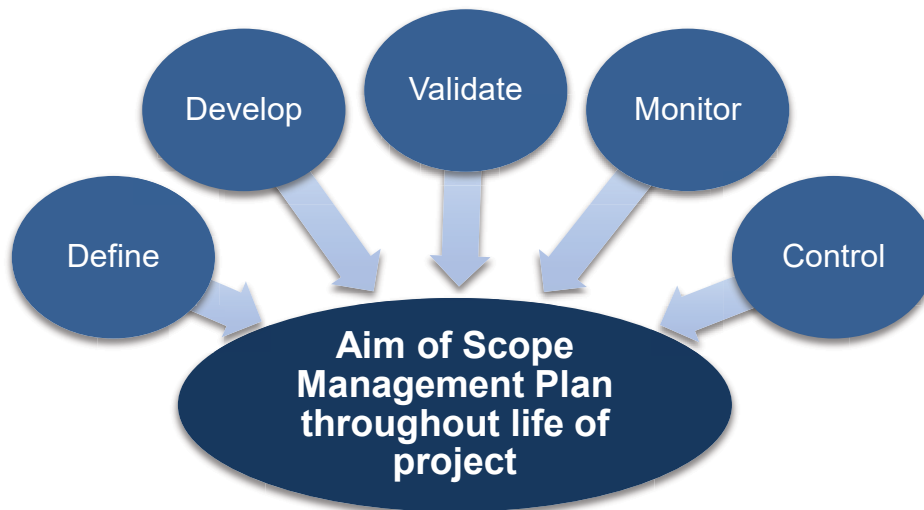 Define
Develop
Validate
Monitor
Control
Aim of Scope
Management Plan
throughout life of
project